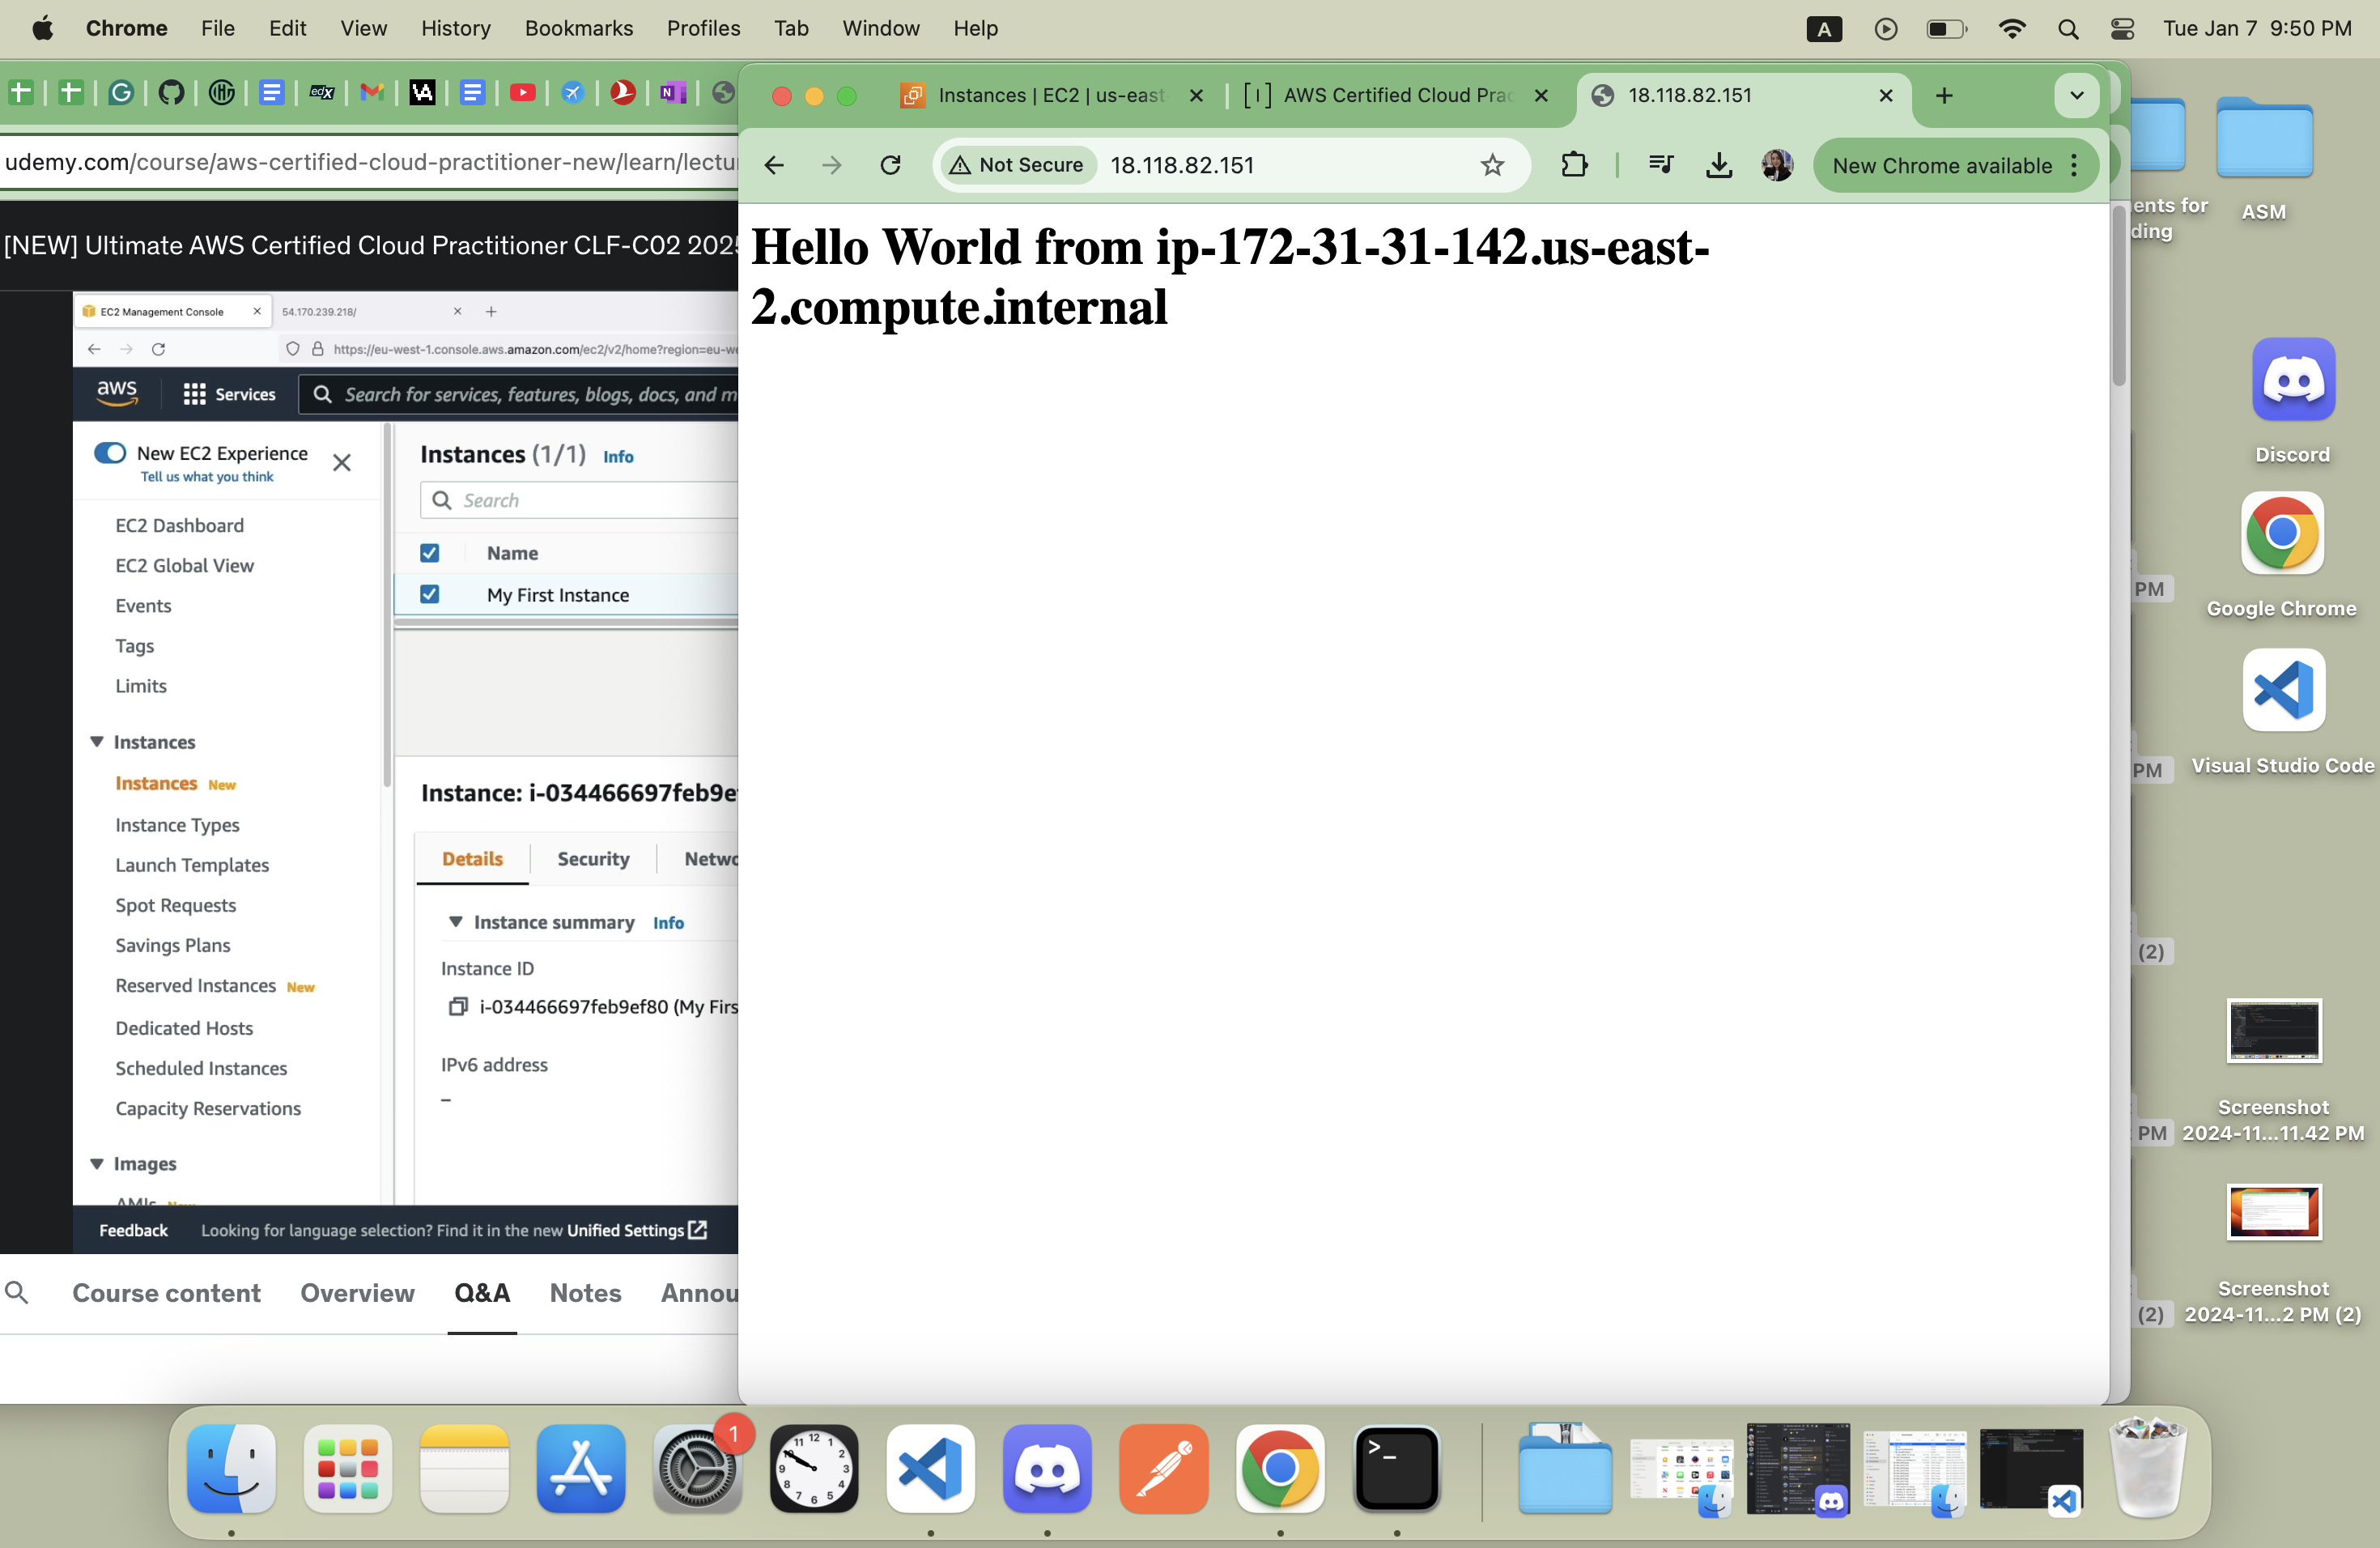 Chrome File Edit View History Bookmarks Profiles Tab Window Help
A Tue Jan 7 9:50 PM
udemy.com/course/aws-certified-cloud-practitioner-new/learn/lectu
[NEW] Ultimate AWS Certified Cloud Practitioner CLF-C02 202
EC2 Management Console
54.170.239.218/
https://eu-west-1.console.aws.amazon.com/ec2/v2/home?region=eu-w
aws Services Search for services, features, blogs, docs, and m
New EC2 Experience
Tell us what you think
EC2 Dashboard
EC2 Global View
Events
Tags
Limits
Instances
Instances New
Instance Types
Launch Templates
Spot Requests
Savings Plans
Reserved Instances New
Dedicated Hosts
Scheduled Instances
Capacity Reservations
Images
AMIs New
Instances (1/1) Info
Search
Name
My First Instance
Instance: i-034466697feb9e
Details Security Netwo
Instance summary Info
Instance ID
i-034466697feb9ef80 (My Firs
IPv6 address
–
Feedback Looking for language selection? Find it in the new Unified Settings
Course content Overview Q&A Notes Annou
Instances | EC2 | us-east
AWS Certified Cloud Prac
18.118.82.151
Not Secure 18.118.82.151
New Chrome available
Hello World from ip-172-31-31-142.us-east-
2.compute.internal
ents for
ding
ASM
Discord
PM
Google Chrome
PM
Visual Studio Code
(2)
PM
Screenshot
2024-11...11.42 PM
(2)
Screenshot
2024-11...2 PM (2)
1